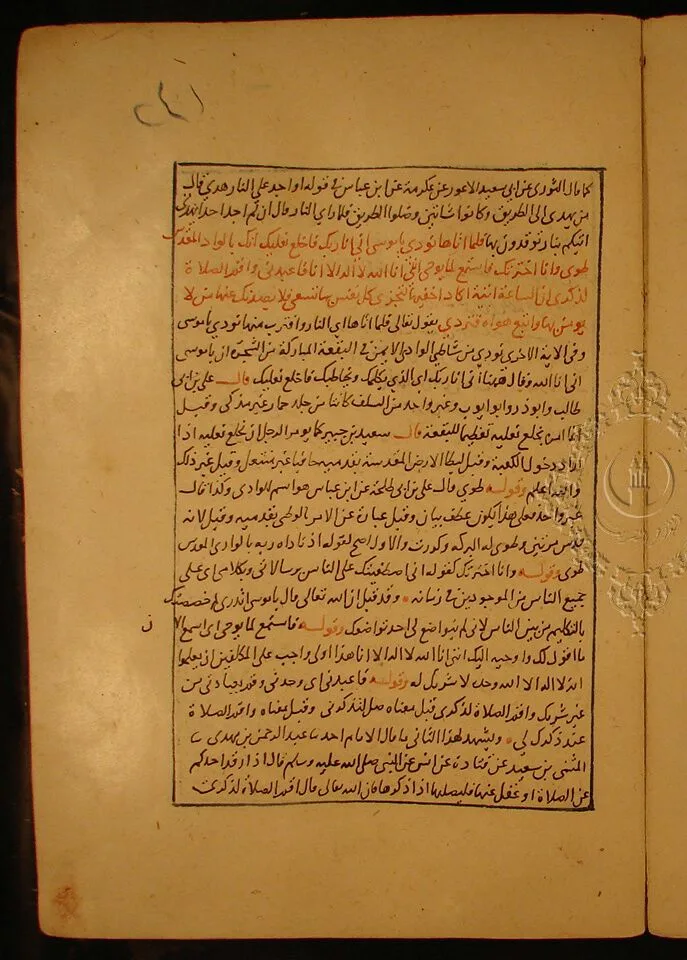 ٢٤١
كما قال الثوري عن ابي سعيد الاعور عن عكرمة عن ابن عباس في قوله او اجد على النار هدى قال
من يهدي الى الطريق وكانوا شاتين وضلوا الطريق فلما راى النار قال ان لم اجد احدا يهدي
اتيتكم بنار توقدون بها فلما اتاها نودي يا موسى اني انا ربك فاخلع نعليك انك بالواد المقدس
طوى وانا اخترتك فاستمع لما يوحى انني انا الله لا اله الا انا فاعبدني واقم الصلاة
لذكري ان الساعة اتية اكاد اخفيها لتجزى كل نفس بما تسعى فلا يصدنك عنها من لا
يومن بها واتبع هواه فتردى يقول تعالى فلما اتاها اي النار واقترب منها نودي يا موسى
وفي الاية الاخرى نودي من شاطئ الواد الايمن في البقعة المباركة من الشجرة ان يا موسى
اني انا الله وقال ههنا اني انا ربك اي الذي يكلمك ويخاطبك فاخلع نعليك قال علي بن ابي
طالب وابو ذر وابو ايوب وغير واحد من السلف كانتا من جلد حمار غير مذكى وقيل
انما امره بخلع نعليه تعظيما للبقعة قال سعيد بن جبير كما يومر الرجل ان يخلع نعليه اذا
اراد دخول الكعبة وقيل ليطا الارض المقدسة بقدميه حافيا غير منتعل وقيل غير ذلك
والله اعلم وقوله طوى قال علي بن ابي طلحة عن ابن عباس هو اسم للوادي وكذا قال
غير واحد فعلى هذا يكون عطف بيان وقيل عبارة عن الامر بالوطئ بقدميه وقيل لانه
قدس مرتين وطوى له البركة وكررت والاول اصح لقوله اذ ناداه ربه بالوادي المقدس
طوى وقوله وانا اخترتك كقوله اني اصطفيتك على الناس برسالاتي وبكلامي اي على
جميع الناس من الموجودين في زمانه وقد قيل ان الله تعالى قال يا موسى اتدري لم خصصتك
بالتكليم من بين الناس لاني لم يتواضع لي احد تواضعك وقوله فاستمع لما يوحى اي اسمع الان
ما اقول لك واوحيه اليك انني انا الله لا اله الا انا هذا اول واجب على المكلفين ان يعلموا
انه لا اله الا الله وحده لا شريك له وقوله فاعبدني اي وحدني وقم بعبادتي من
غير شريك واقم الصلاة لذكري قيل معناه صل لتذكرني وقيل معناه واقم الصلاة
عند ذكرك لي ويشهد لهذا الثاني ما قال الامام احمد ثنا عبد الرحمن بن مهدي ثنا
المثنى بن سعيد عن قتادة عن انس عن النبي صلى الله عليه وسلم قال اذا رقد احدكم
عن الصلاة او غفل عنها فليصلها اذا ذكرها فان الله تعالى قال اقم الصلاة لذكري